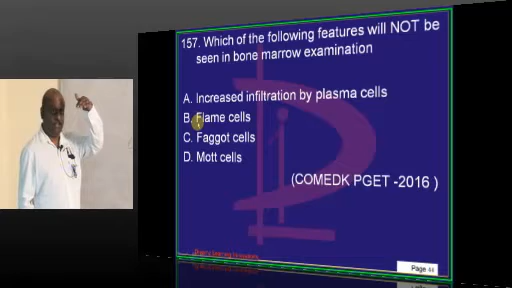 157. Which of the following features will NOT be
seen in bone marrow examination
A. Increased infiltration by plasma cells
B. Flame cells
C. Faggot cells
D. Mott cells
(COMEDK PGET -2016 )
Page